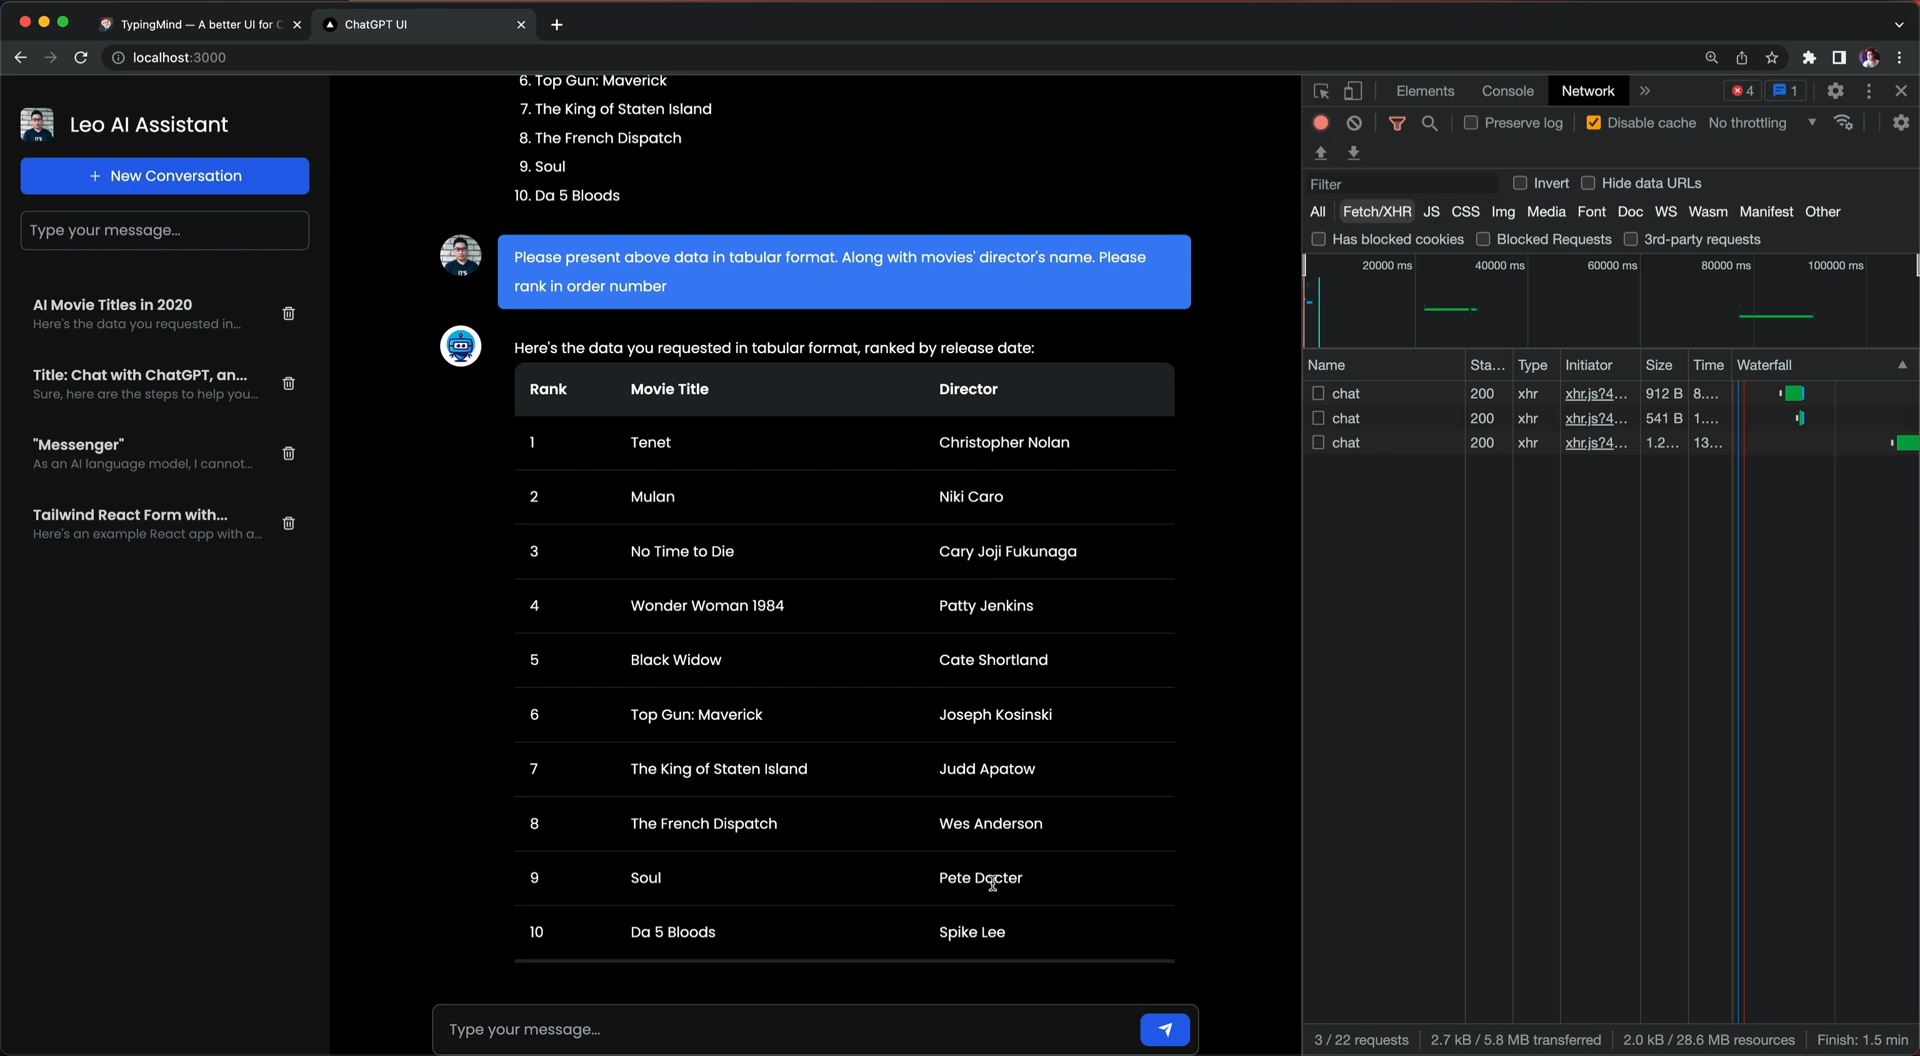 TypingMind — A better UI for C
ChatGPT UI
localhost:3000
Leo AI Assistant
+ New Conversation
Type your message...
AI Movie Titles in 2020
Here's the data you requested in...
Title: Chat with ChatGPT, an...
Sure, here are the steps to help you...
"Messenger"
As an AI language model, I cannot...
Tailwind React Form with...
Here's an example React app with a...
6. Top Gun: Maverick
7. The King of Staten Island
8. The French Dispatch
9. Soul
10. Da 5 Bloods
IT'S
Please present above data in tabular format. Along with movies' director's name. Please
rank in order number
Here's the data you requested in tabular format, ranked by release date:
Rank Movie Title Director
1 Tenet Christopher Nolan
2 Mulan Niki Caro
3 No Time to Die Cary Joji Fukunaga
4 Wonder Woman 1984 Patty Jenkins
5 Black Widow Cate Shortland
6 Top Gun: Maverick Joseph Kosinski
7 The King of Staten Island Judd Apatow
8 The French Dispatch Wes Anderson
9 Soul Pete Docter
10 Da 5 Bloods Spike Lee
Type your message...
Elements Console Network » 4 1
Preserve log Disable cache No throttling
Filter Invert Hide data URLs
All Fetch/XHR JS CSS Img Media Font Doc WS Wasm Manifest Other
Has blocked cookies Blocked Requests 3rd-party requests
20000 ms 40000 ms 60000 ms 80000 ms 100000 ms
Name Sta... Type Initiator Size Time Waterfall
chat 200 xhr xhr.js?4... 912 B 8....
chat 200 xhr xhr.js?4... 541 B 1....
chat 200 xhr xhr.js?4... 1.2... 13...
3 / 22 requests 2.7 kB / 5.8 MB transferred 2.0 kB / 28.6 MB resources Finish: 1.5 min